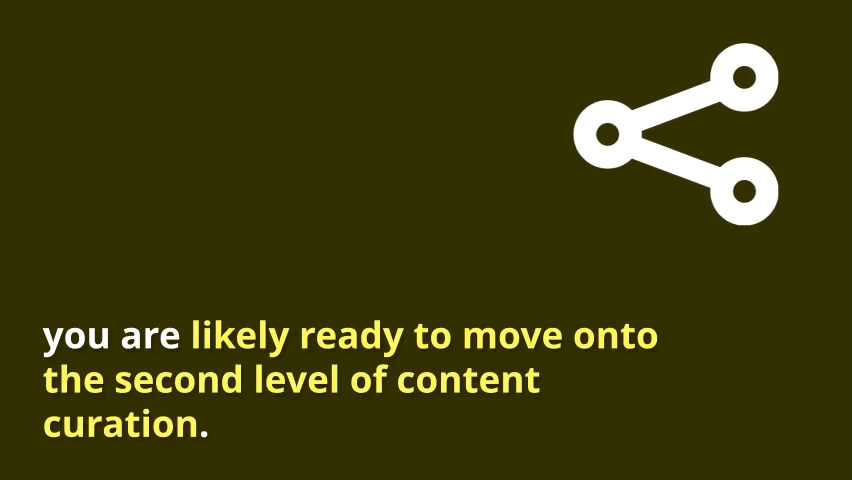 you are likely ready to move onto
the second level of content
curation.